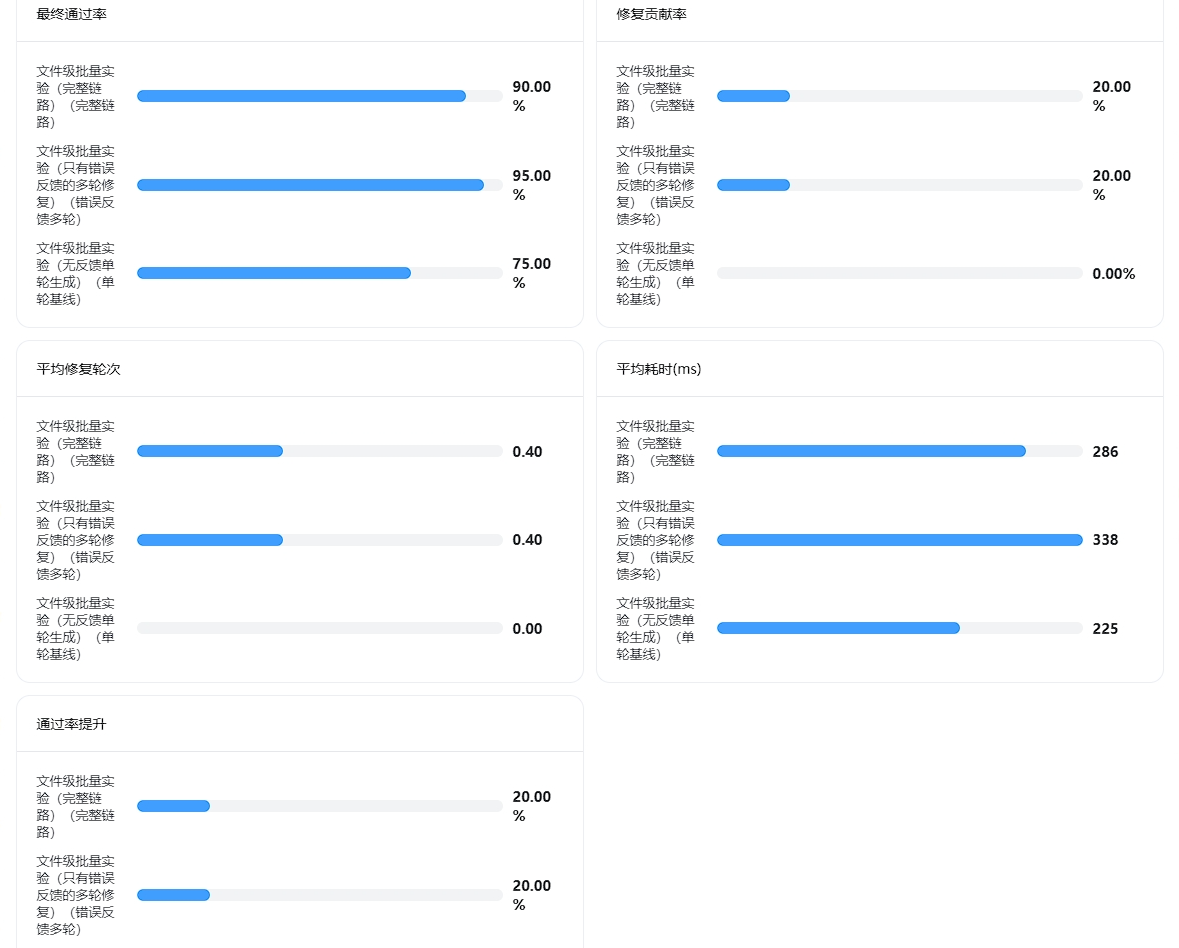 最终通过率
文件级批量实
验（完整链
路）（完整链
路）
90.00
%
文件级批量实
验（只有错误
反馈的多轮修
复）（错误反
馈多轮）
95.00
%
文件级批量实
验（无反馈单
轮生成）（单
轮基线）
75.00
%
修复贡献率
文件级批量实
验（完整链
路）（完整链
路）
20.00
%
文件级批量实
验（只有错误
反馈的多轮修
复）（错误反
馈多轮）
20.00
%
文件级批量实
验（无反馈单
轮生成）（单
轮基线）
0.00%
平均修复轮次
文件级批量实
验（完整链
路）（完整链
路）
0.40
文件级批量实
验（只有错误
反馈的多轮修
复）（错误反
馈多轮）
0.40
文件级批量实
验（无反馈单
轮生成）（单
轮基线）
0.00
平均耗时(ms)
文件级批量实
验（完整链
路）（完整链
路）
286
文件级批量实
验（只有错误
反馈的多轮修
复）（错误反
馈多轮）
338
文件级批量实
验（无反馈单
轮生成）（单
轮基线）
225
通过率提升
文件级批量实
验（完整链
路）（完整链
路）
20.00
%
文件级批量实
验（只有错误
反馈的多轮修
复）（错误反
馈多轮）
20.00
%